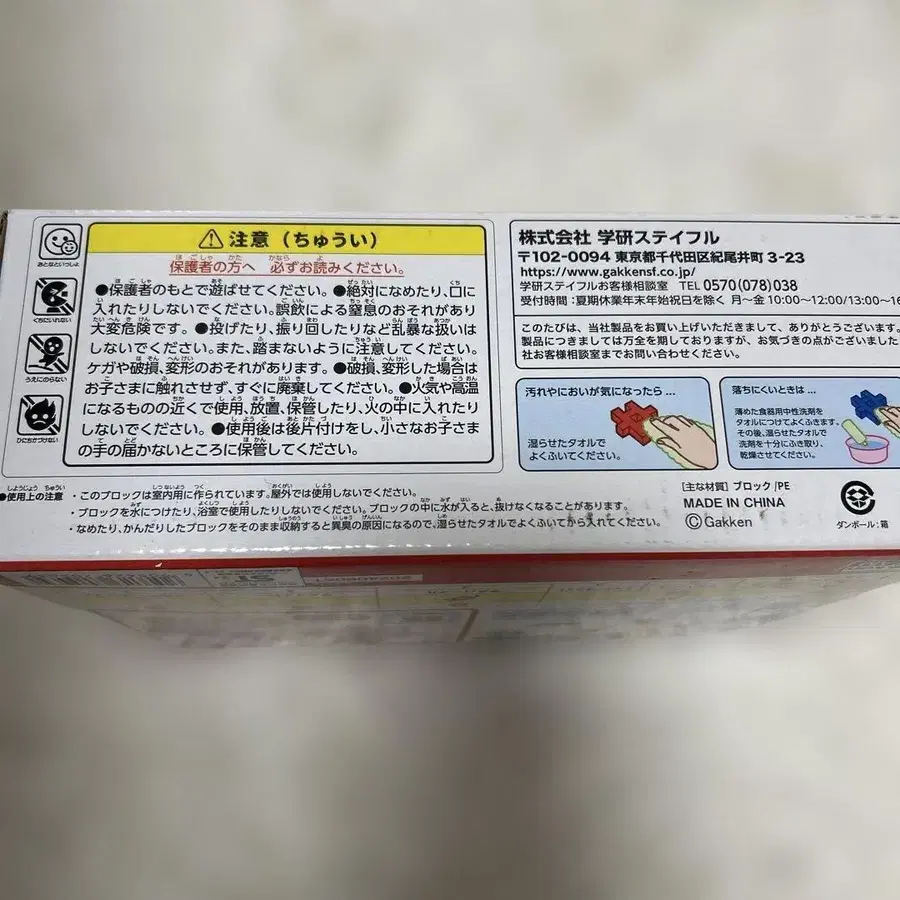 おとなといっしょ
くちにいれない
うえにのらない
ひにちかづけない
注意（ちゅうい）
保護者の方へ 必ずお読みください。
●保護者のもとで遊ばせてください。●絶対になめたり、口に
入れたりしないでください。誤飲による窒息のおそれがあり
大変危険です。●投げたり、振り回したりなど乱暴な扱いは
しないでください。また、踏まないように注意してください。
ケガや破損、変形のおそれがあります。●破損、変形した場合は
お子さまに触れさせず、すぐに廃棄してください。●火気や高温
になるものの近くで使用、放置、保管したり、火の中に入れたり
しないでください。●使用後は後片付けをし、小さなお子さま
の手の届かないところに保管してください。
●使用上の注意 ・このブロックは室内用に作られています。屋外では使用しないでください。
・ブロックを水につけたり、浴室で使用したりしないでください。ブロックの中に水が入ると、抜けなくなることがあります。
・なめたり、かんだりしたブロックをそのまま収納すると異臭の原因になるので、湿らせたタオルでよくふいてから入れてください。
株式会社 学研ステイフル
〒102-0094 東京都千代田区紀尾井町 3-23
https://www.gakkensf.co.jp/
学研ステイフルお客様相談室 TEL 0570(078)038
受付時間：夏期休業年末年始祝日を除く 月～金 10:00～12:00/13:00～16
このたびは、当社製品をお買い上げいただきまして、ありがとうございます。
製品につきましては万全を期しておりますが、お気づきの点がございました
社お客様相談室までお問い合わせください。
汚れやにおいが気になったら
湿らせたタオルで
よくふいてください。
落ちにくいときは…
薄めた食器用中性洗剤を
タオルにつけてよくふきます。
その後、湿らせたタオルで
洗剤を十分にふき取り、
乾燥させてください。
[主な材質] ブロック/PE
MADE IN CHINA
©Gakken
ダンボール：箱